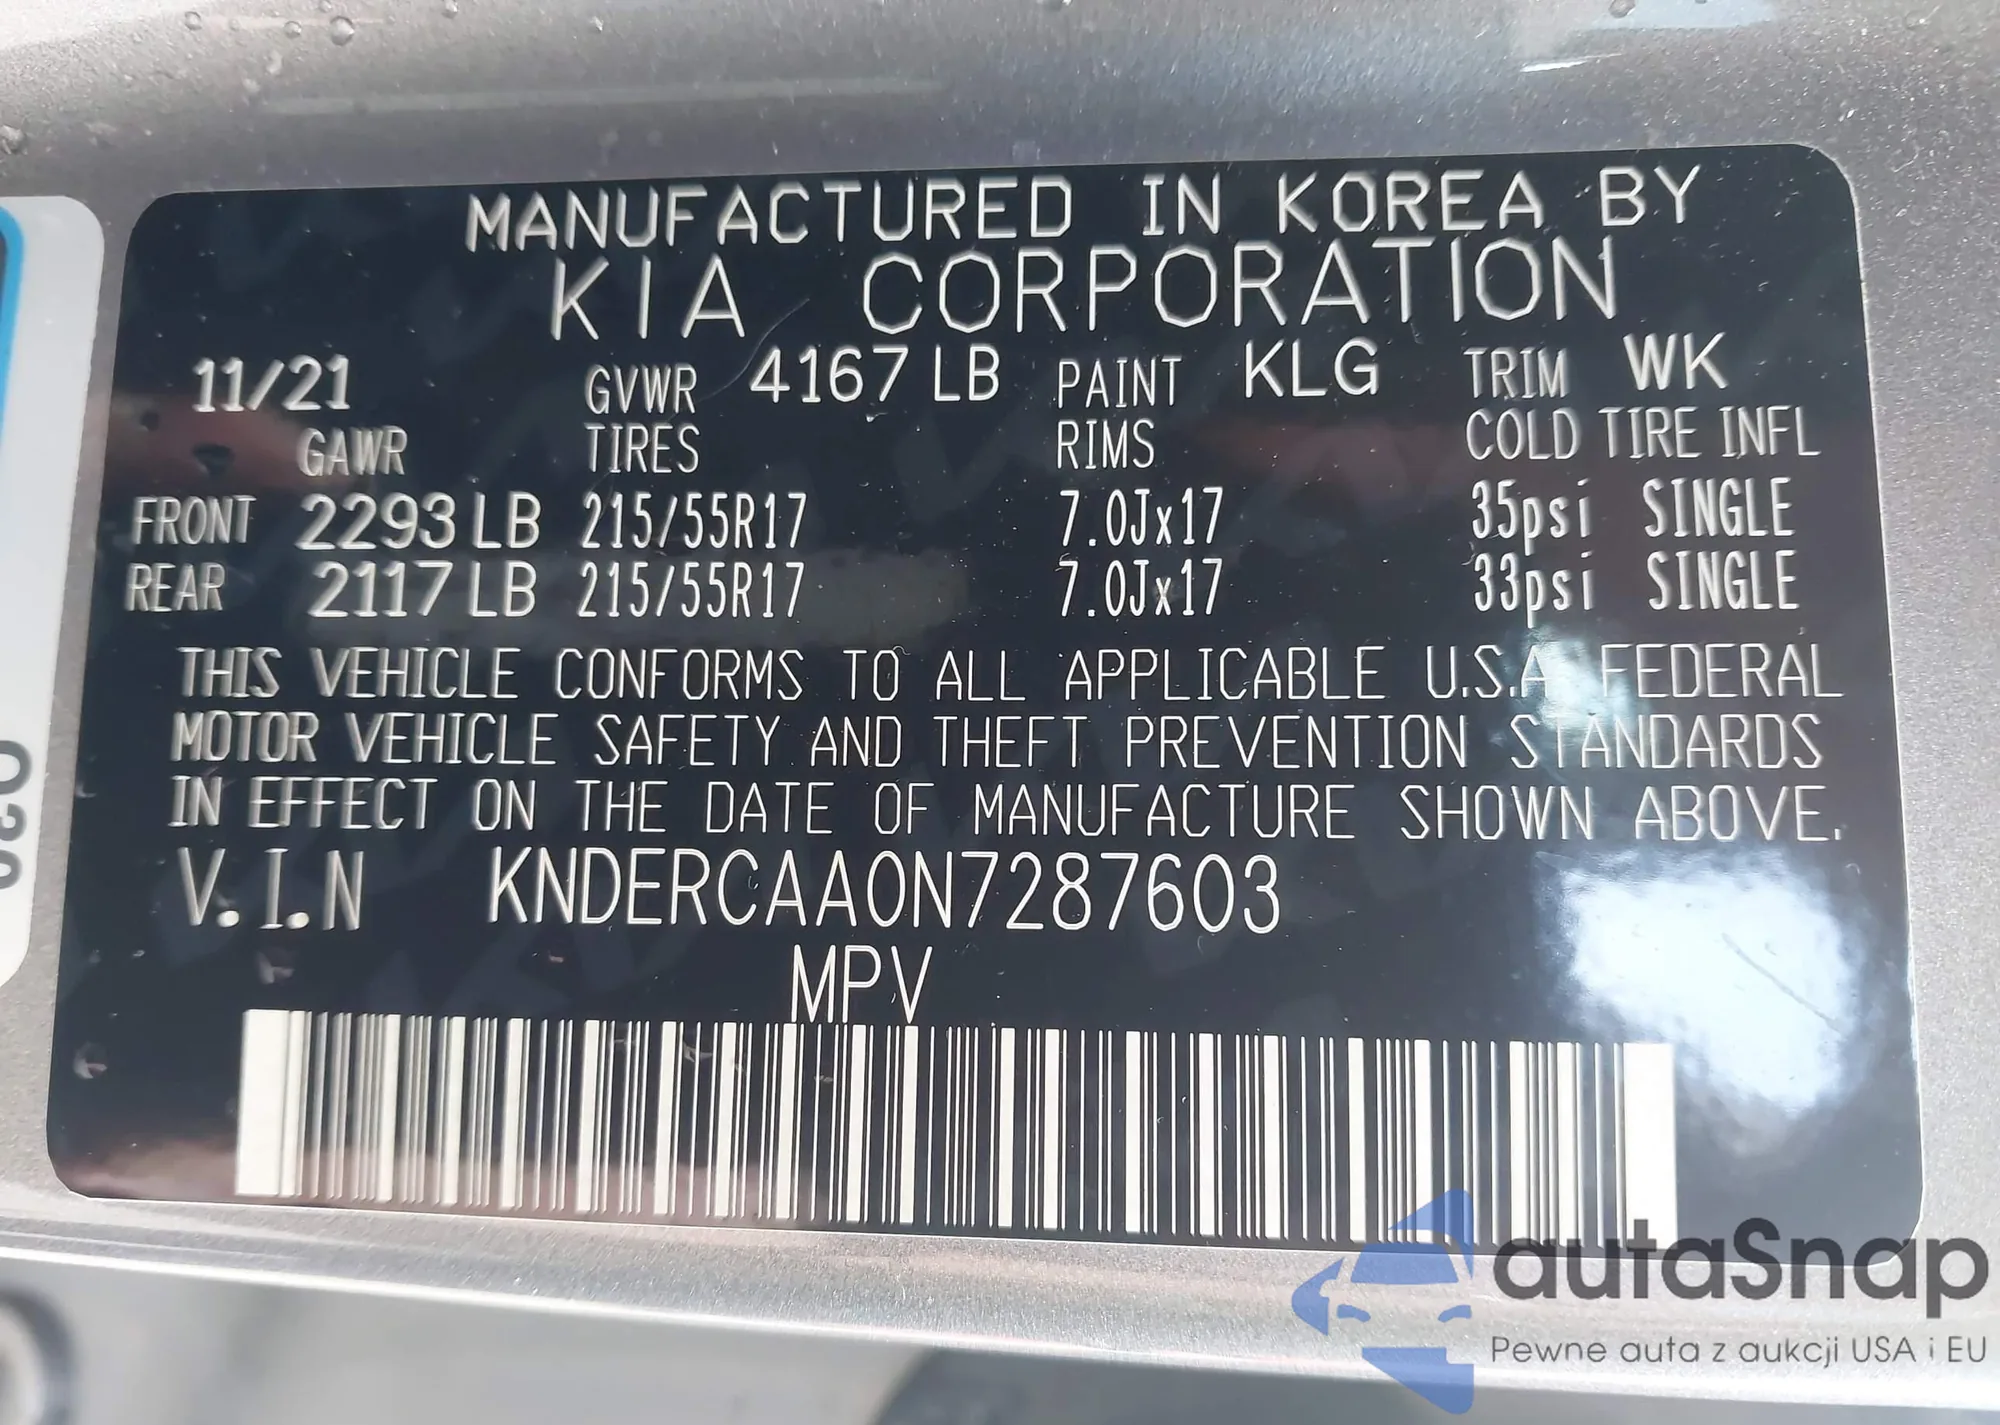 MANUFACTURED IN KOREA BY
KIA CORPORATION
11/21 GVWR 4167 LB PAINT KLG TRIM WK
GAWR TIRES RIMS COLD TIRE INFL
FRONT 2293 LB 215/55R17 7.0Jx17 35psi SINGLE
REAR 2117 LB 215/55R17 7.0Jx17 33psi SINGLE
THIS VEHICLE CONFORMS TO ALL APPLICABLE U.S.A FEDERAL
MOTOR VEHICLE SAFETY AND THEFT PREVENTION STANDARDS
IN EFFECT ON THE DATE OF MANUFACTURE SHOWN ABOVE.
V.I.N KNDERCAA0N7287603
MPV
autaSnap
Pewne auta z aukcji USA i EU